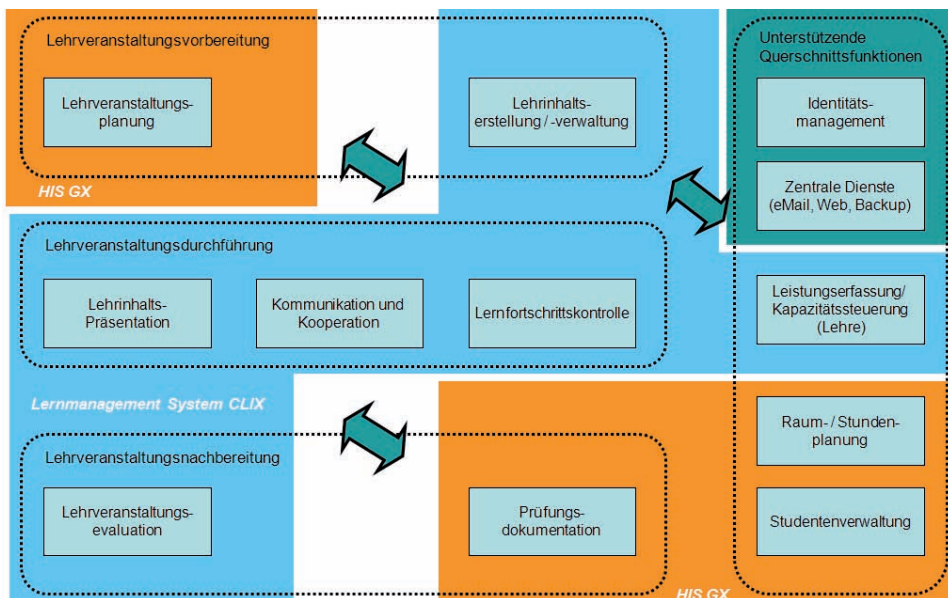 Lehrveranstaltungsvorbereitung
Lehrveranstaltungs-
planung
Lehrinhalts-
erstellung / -verwaltung
HIS GX
Unterstützende
Querschnittsfunktionen
Identitäts-
management
Zentrale Dienste
(eMail, Web, Backup)
Lehrveranstaltungsdurchführung
Lehrinhalts-
Präsentation
Kommunikation und
Kooperation
Lernfortschrittskontrolle
Leistungserfassung/
Kapazitätssteuerung
(Lehre)
Lernmanagement System CLIX
Raum- / Stunden-
planung
Lehrveranstaltungsnachbereitung
Lehrveranstaltungs-
evaluation
Prüfungs-
dokumentation
Studentenverwaltung
HIS GX